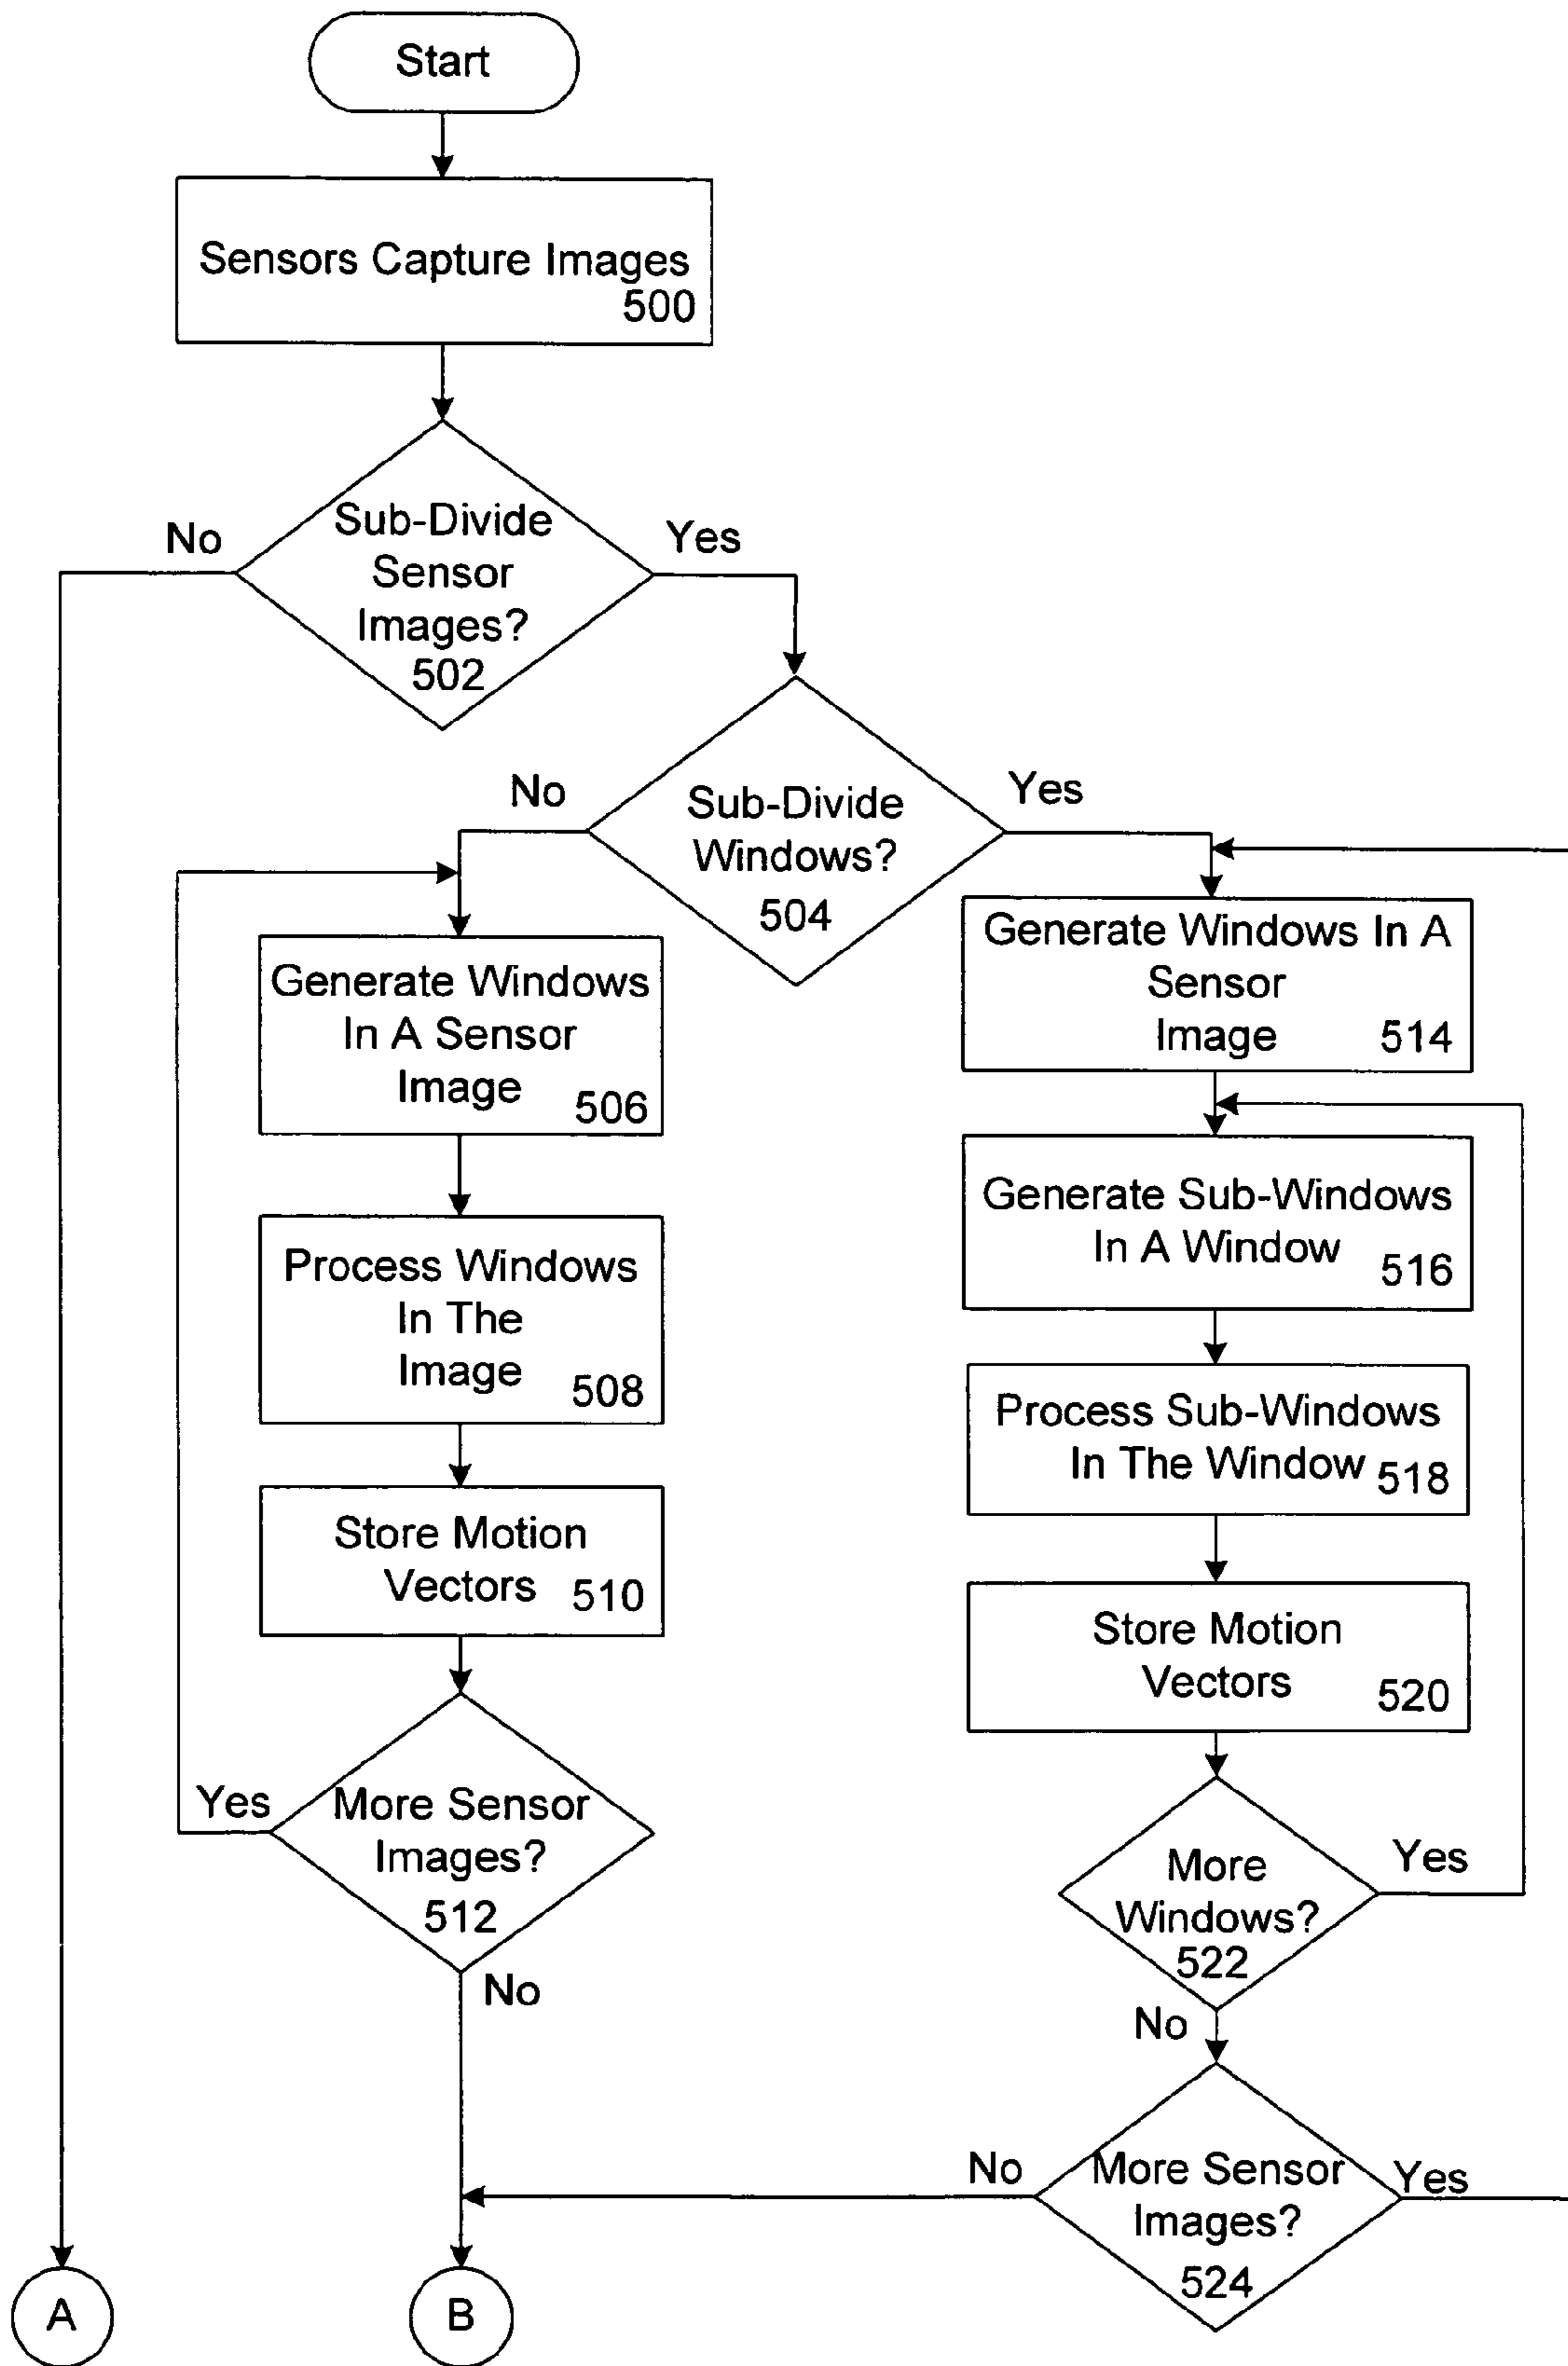 Start
Sensors Capture Images
500
Sub-Divide
Sensor
Images?
502
No
Yes
Sub-Divide
Windows?
504
No
Yes
Generate Windows
In A Sensor
Image
506
Process Windows
In The
Image
508
Store Motion
Vectors
510
More Sensor
Images?
512
Yes
No
Generate Windows In A
Sensor
Image
514
Generate Sub-Windows
In A Window
516
Process Sub-Windows
In The Window
518
Store Motion
Vectors
520
More
Windows?
522
Yes
No
More Sensor
Images?
524
No
Yes
A
B